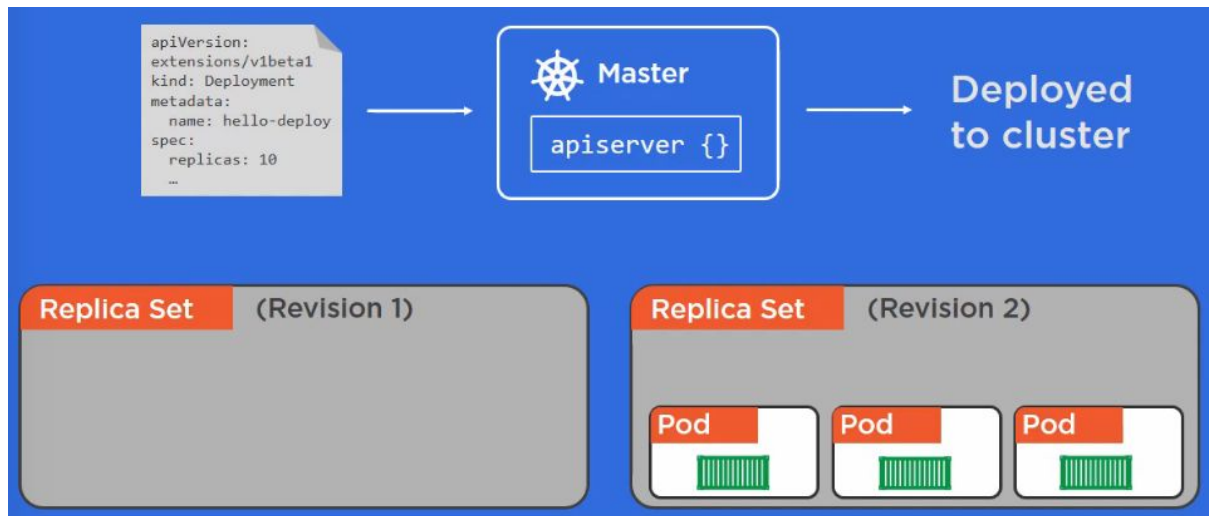 apiVersion:
extensions/v1beta1
kind: Deployment
metadata:
  name: hello-deploy
spec:
  replicas: 10
  …
Master
apiserver {}
Deployed
to cluster
Replica Set (Revision 1)
Replica Set (Revision 2)
Pod Pod Pod